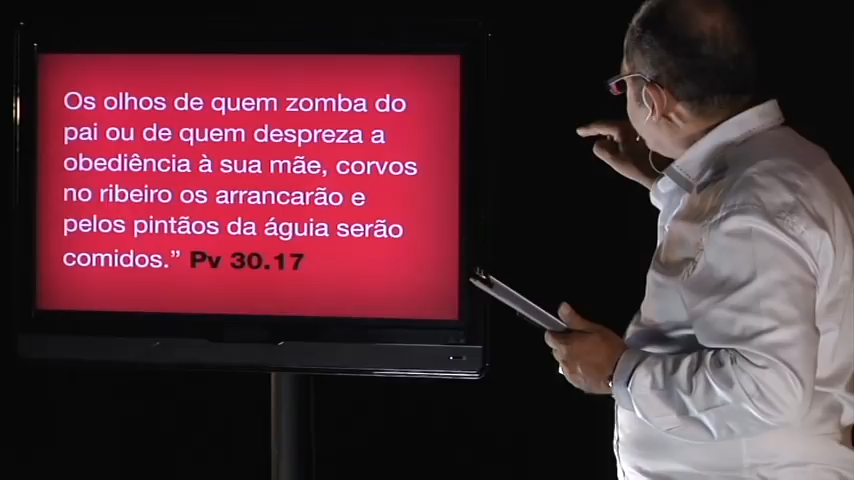 Os olhos de quem zomba do
pai ou de quem despreza a
obediência à sua mãe, corvos
no ribeiro os arrancarão e
pelos pintãos da águia serão
comidos.” Pv 30.17